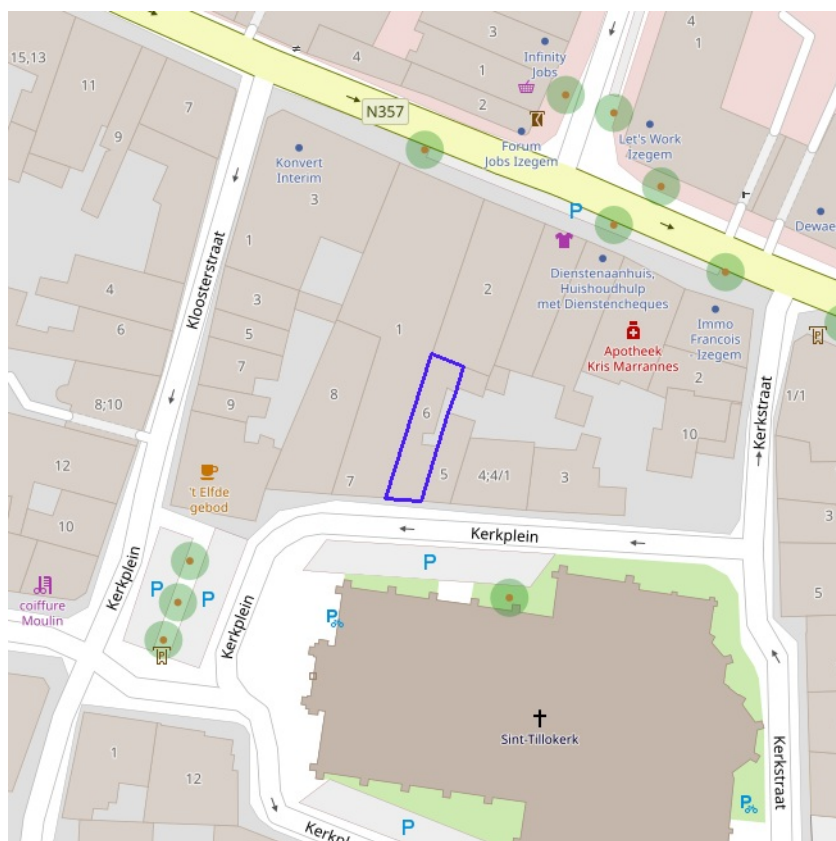 15,13
11
7
9
4
3
1
2
Infinity
Jobs
4
1
N357
Forum
Jobs Izegem
Let's Work
Izegem
Konvert
Interim
3
P
Dewae
1
Kloosterstraat
2
Dienstenaanhuis,
Huishoudhulp
met Dienstencheques
4
3
6
5
1
Immo
Francois
- Izegem
P
Apotheek
Kris Marrannes
7
2
8
1/1
8;10
9
6
Kerkstraat
10
12
't Elfde
gebod
7
5
4;4/1
3
10
3
Kerkplein
Kerkplein
P
P
P
5
coiffure
Moulin
Kerkplein
P
P
Sint-Tillokerk
1
12
Kerkstraat
P
P
Kerkpl